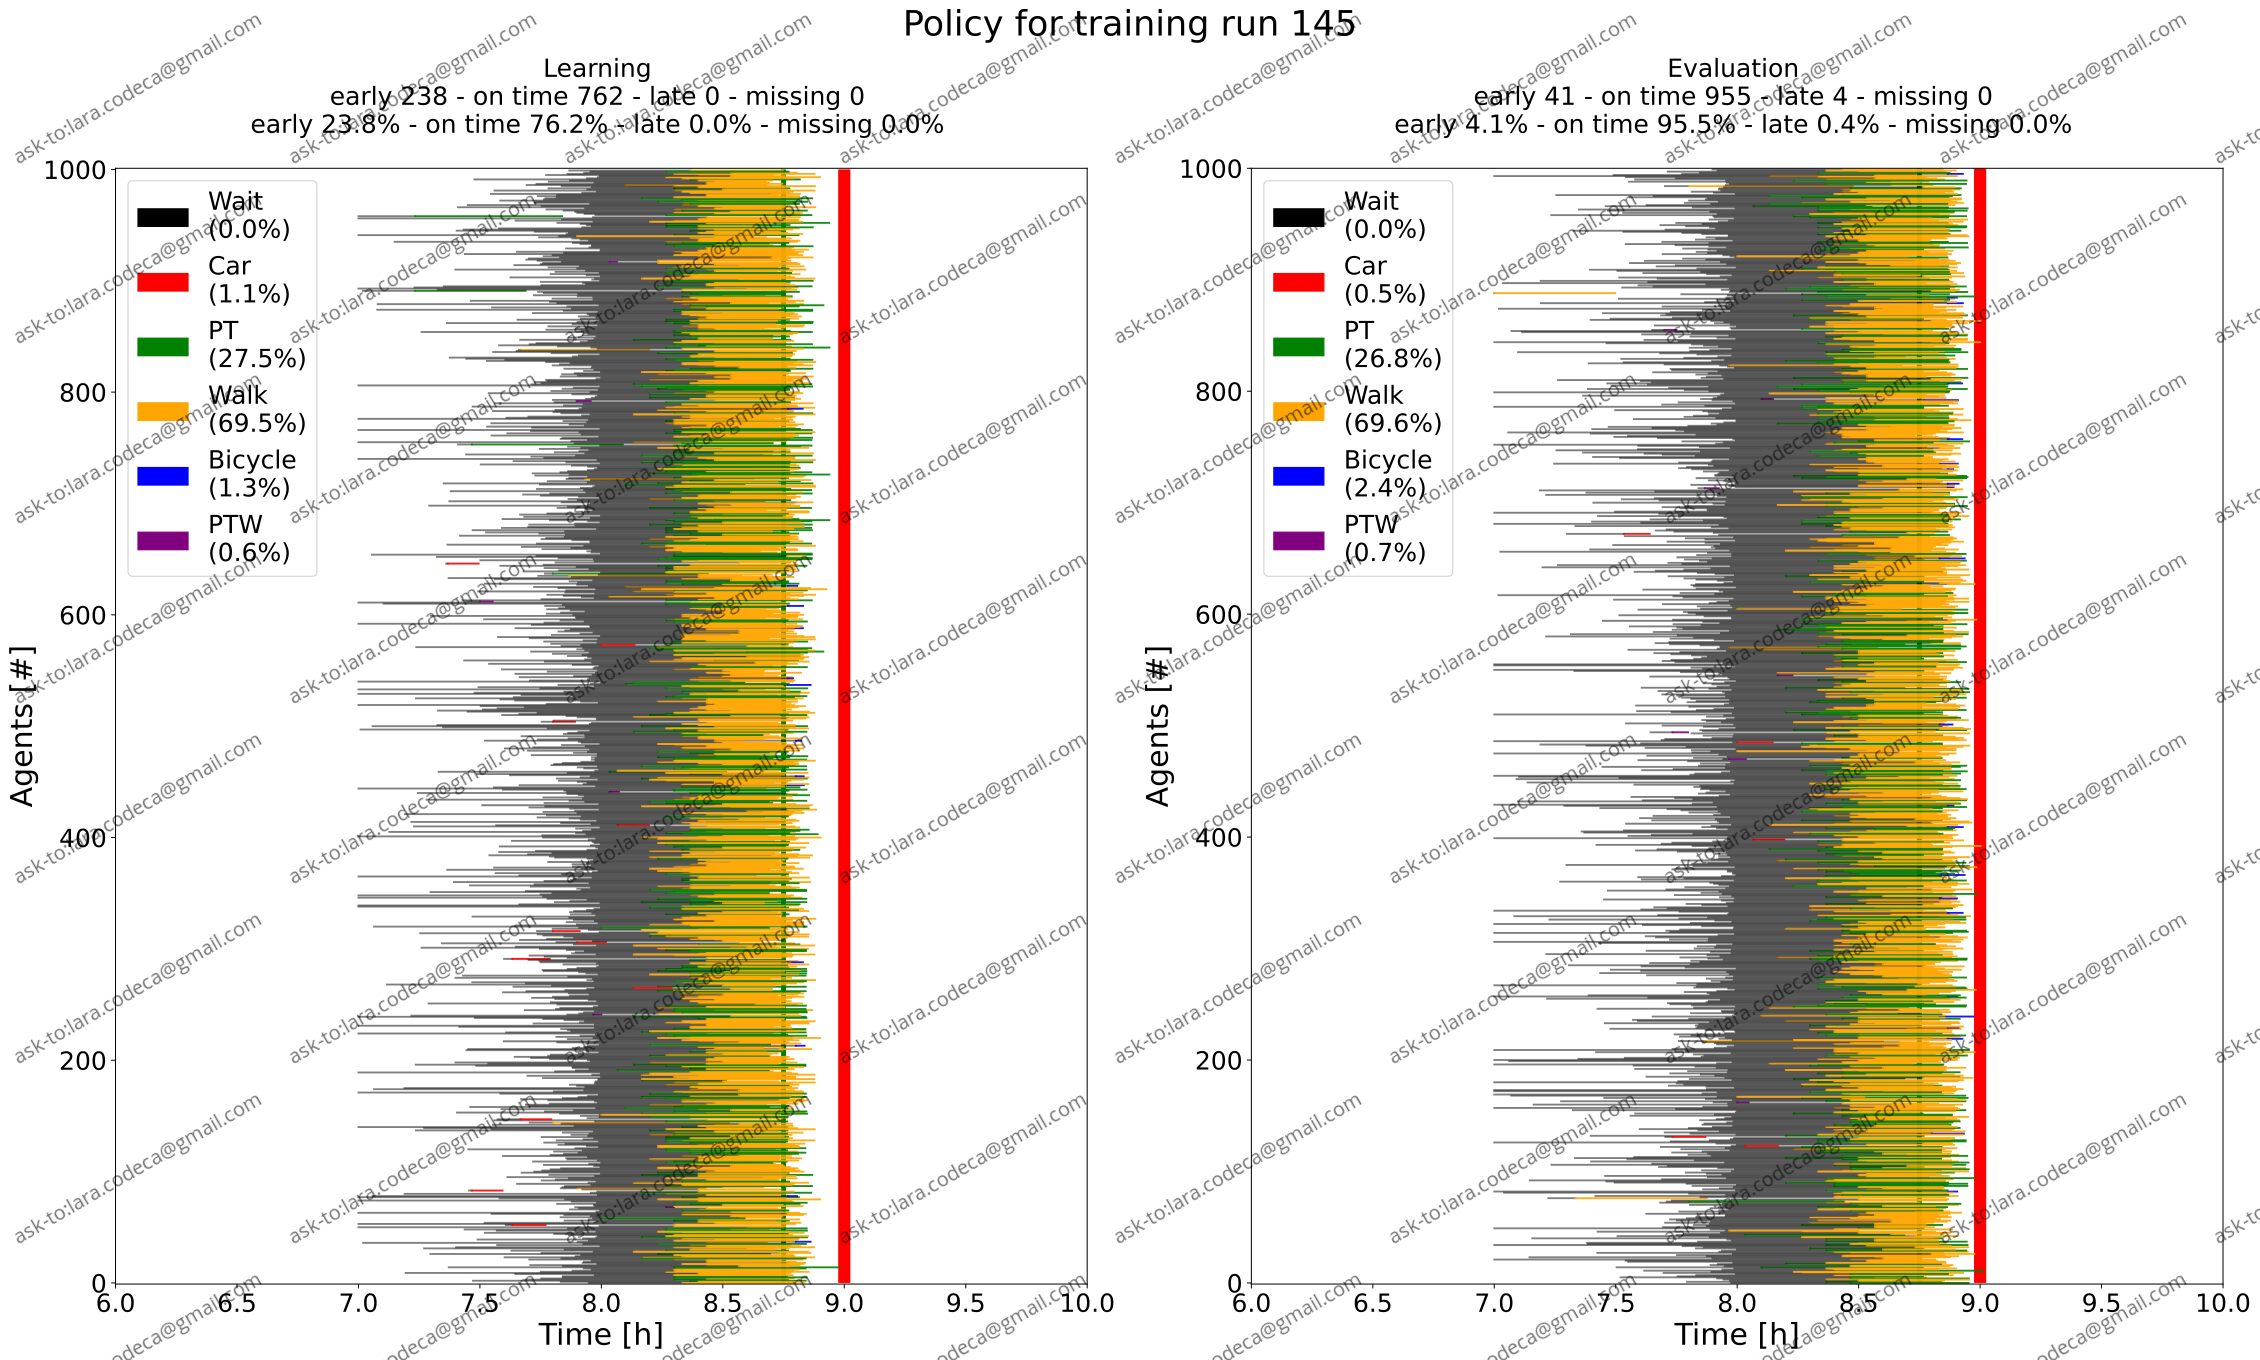 Policy for training run 145
Learning
early 238 - on time 762 - late 0 - missing 0
early 23.8% - on time 76.2% - late 0.0% - missing 0.0%
1000
800
600
400
200
0
Agents [#]
Wait
(0.0%)
Car
(1.1%)
PT
(27.5%)
Walk
(69.5%)
Bicycle
(1.3%)
PTW
(0.6%)
6.0 6.5 7.0 7.5 8.0 8.5 9.0 9.5 10.0
Time [h]
Evaluation
early 41 - on time 955 - late 4 - missing 0
early 4.1% - on time 95.5% - late 0.4% - missing 0.0%
1000
800
600
400
200
0
Agents [#]
Wait
(0.0%)
Car
(0.5%)
PT
(26.8%)
Walk
(69.6%)
Bicycle
(2.4%)
PTW
(0.7%)
6.0 6.5 7.0 7.5 8.0 8.5 9.0 9.5 10.0
Time [h]
ask-to:lara.codeca@gmail.com